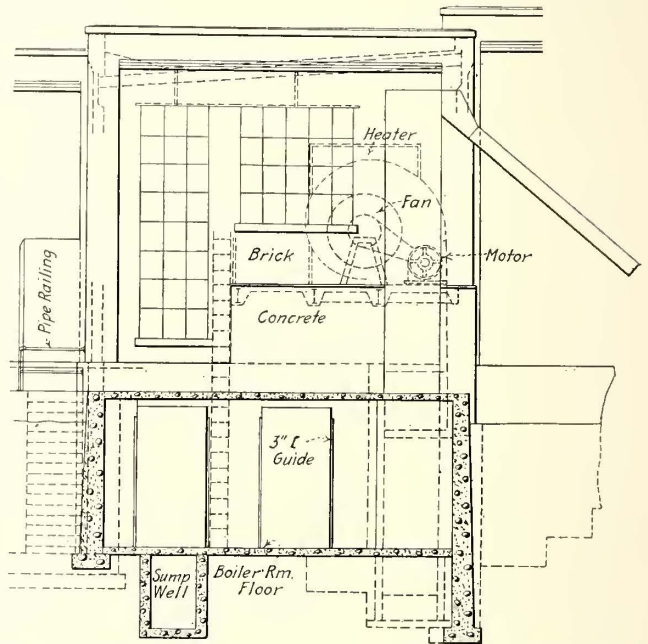 Heater
Fan
Motor
Brick
Concrete
Pipe Railing
3" [
Guide
Sump
Well
Boiler Rm.
Floor